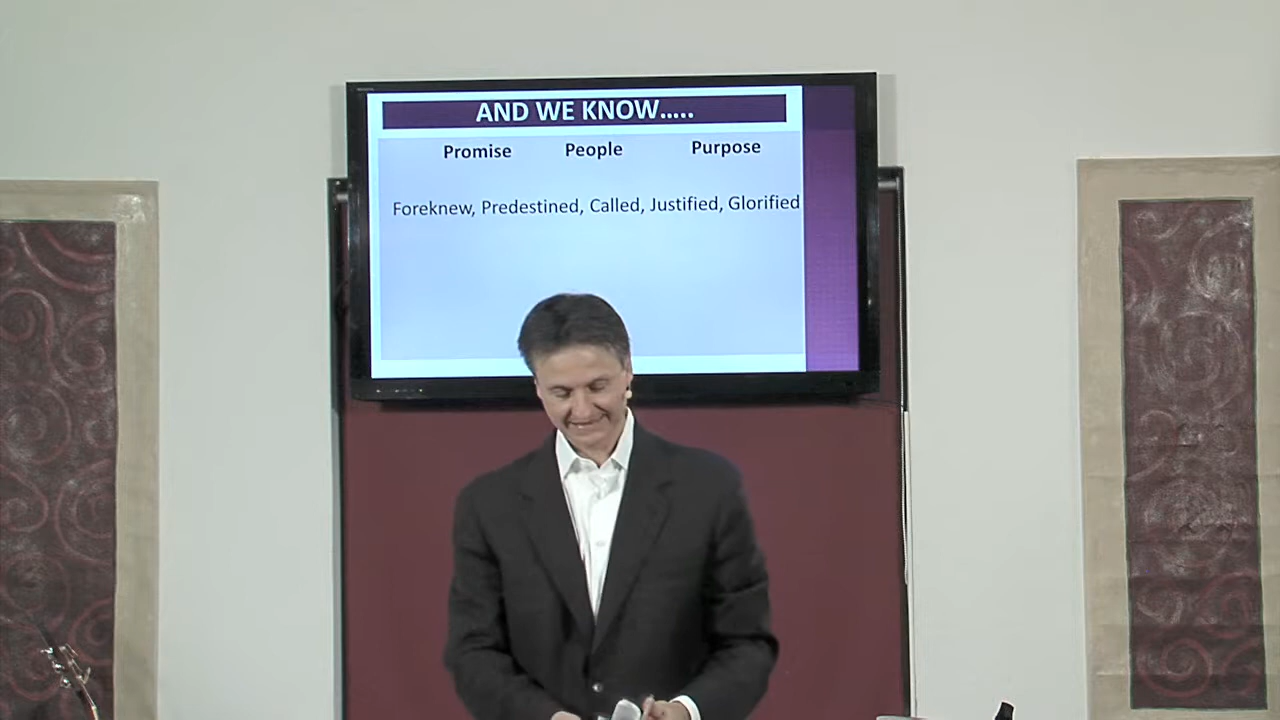 AND WE KNOW.....
Promise People Purpose
Foreknew, Predestined, Called, Justified, Glorified